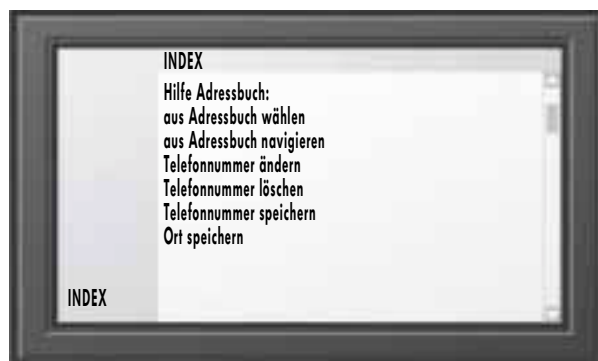 INDEX
Hilfe Adressbuch:
aus Adressbuch wählen
aus Adressbuch navigieren
Telefonnummer ändern
Telefonnummer löschen
Telefonnummer speichern
Ort speichern
INDEX